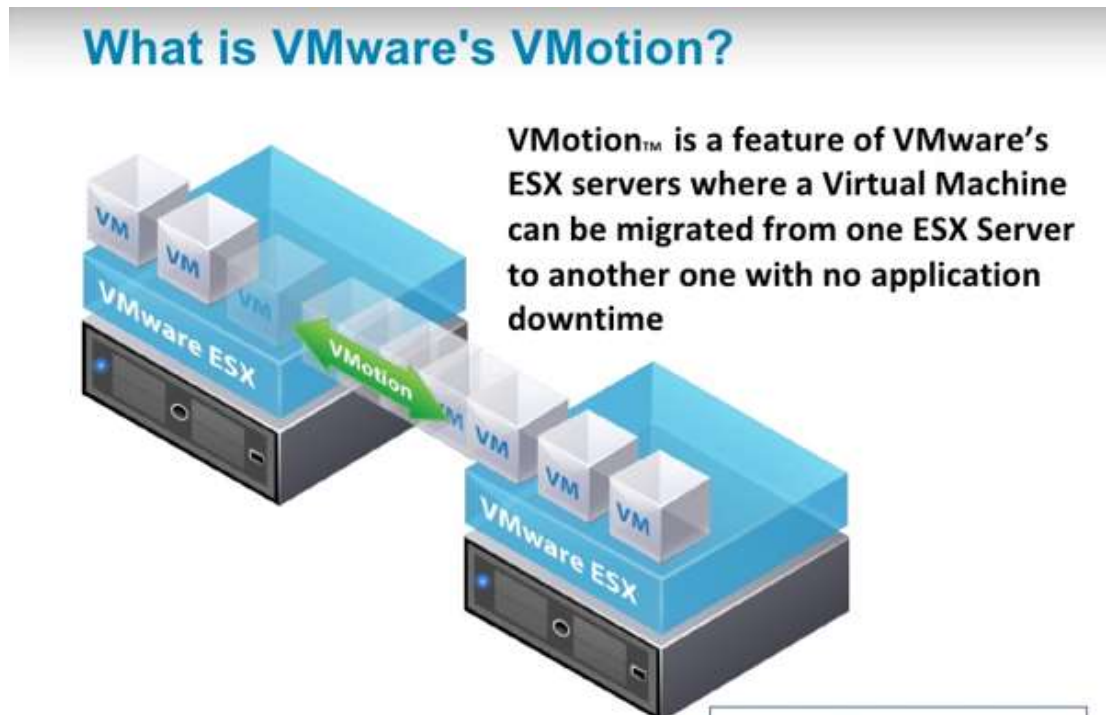 What is VMware's VMotion?
VMotion™ is a feature of VMware’s
ESX servers where a Virtual Machine
can be migrated from one ESX Server
to another one with no application
downtime
VM
VM
VM
VMware ESX
VMotion
VM
VM
VM
VM
VMware ESX